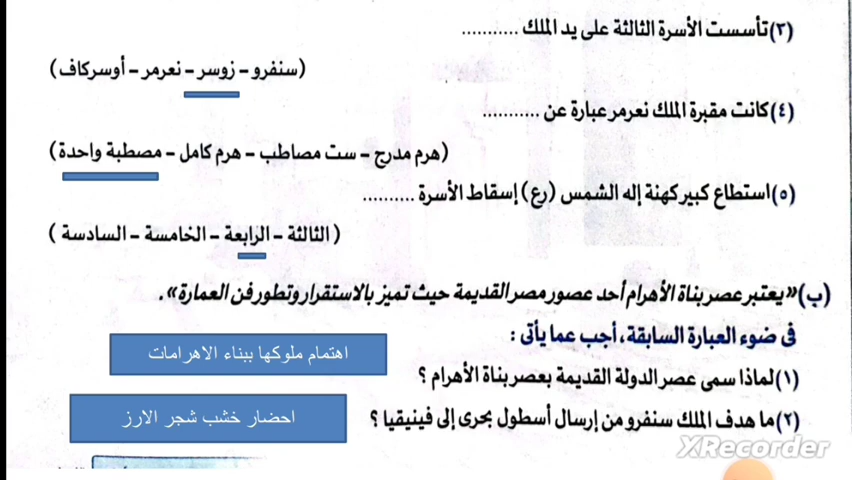 (٣) تأسست الأسرة الثالثة على يد الملك ...........
(سنفرو - زوسر - نعرمر - أوسركاف)
(٤) كانت مقبرة الملك نعرمر عبارة عن ...........
(هرم مدرج - ست مصاطب - هرم كامل - مصطبة واحدة)
(٥) استطاع كبير كهنة إله الشمس (رع) إسقاط الأسرة ..........
(الثالثة - الرابعة - الخامسة - السادسة )
(ب) «يعتبر عصر بناة الأهرام أحد عصور مصر القديمة حيث تميز بالاستقرار وتطور فن العمارة».
فى ضوء العبارة السابقة، أجب عما يأتى :
اهتمام ملوكها ببناء الاهرامات
(١) لماذا سمى عصر الدولة القديمة بعصر بناة الأهرام ؟
احضار خشب شجر الارز
(٢) ما هدف الملك سنفرو من إرسال أسطول بحرى إلى فينيقيا ؟
XRecorder